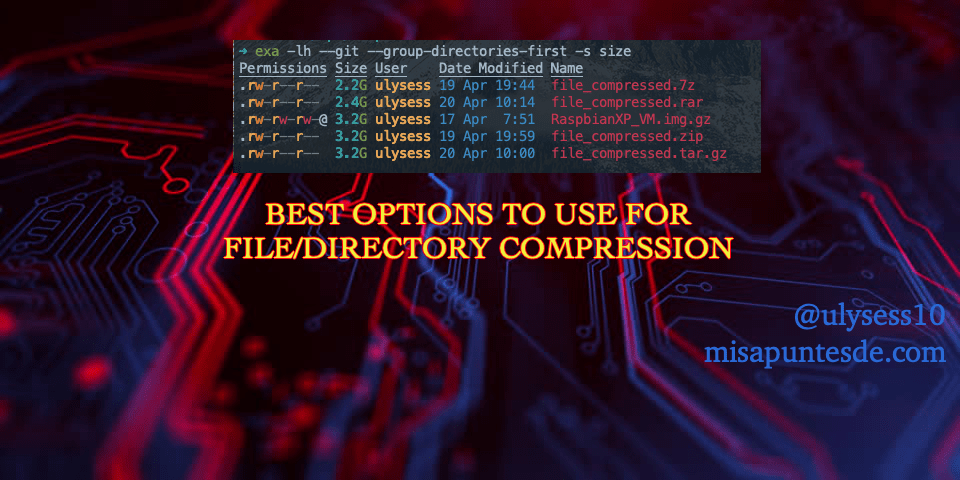 ➜ exa -lh --git --group-directories-first -s size
Permissions Size User Date Modified Name
.rw-r--r-- 2.2G ulysess 19 Apr 19:44 file_compressed.7z
.rw-r--r-- 2.4G ulysess 20 Apr 10:14 file_compressed.rar
.rw-rw-rw-@ 3.2G ulysess 17 Apr 7:51 RaspbianXP_VM.img.gz
.rw-r--r-- 3.2G ulysess 19 Apr 19:59 file_compressed.zip
.rw-r--r-- 3.2G ulysess 20 Apr 10:00 file_compressed.tar.gz
BEST OPTIONS TO USE FOR
FILE/DIRECTORY COMPRESSION
@ulysess10
misapuntesde.com